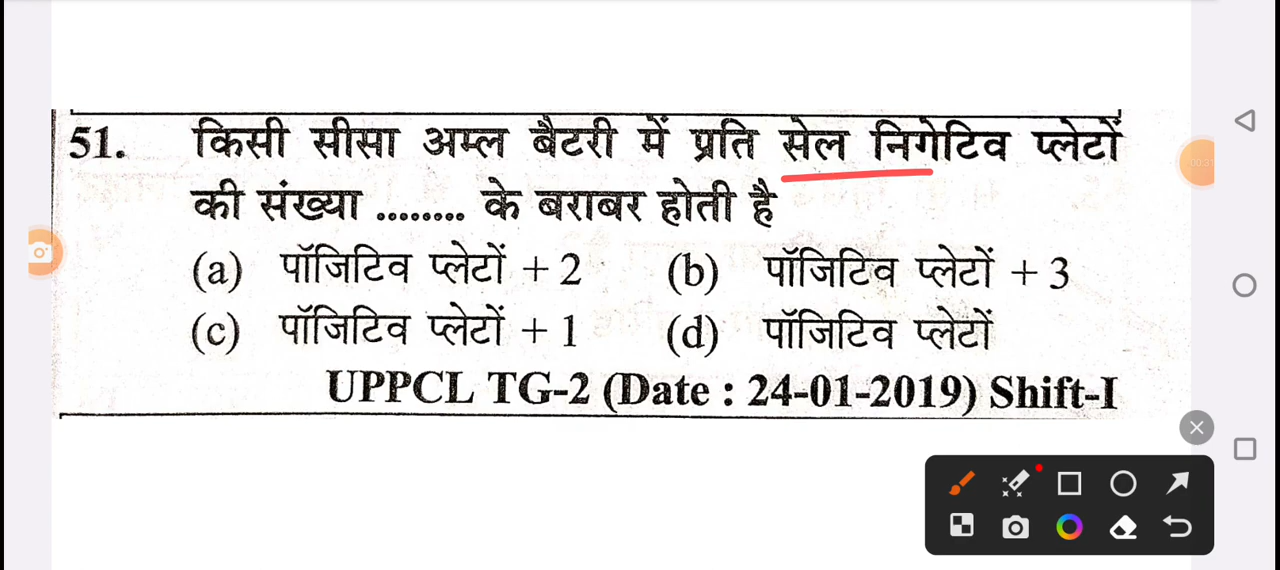 51. किसी सीसा अम्ल बैटरी में प्रति सेल निगेटिव प्लेटों
की संख्या ........ के बराबर होती है
(a) पॉजिटिव प्लेटों + 2 (b) पॉजिटिव प्लेटों + 3
(c) पॉजिटिव प्लेटों + 1 (d) पॉजिटिव प्लेटों
UPPCL TG-2 (Date : 24-01-2019) Shift-I